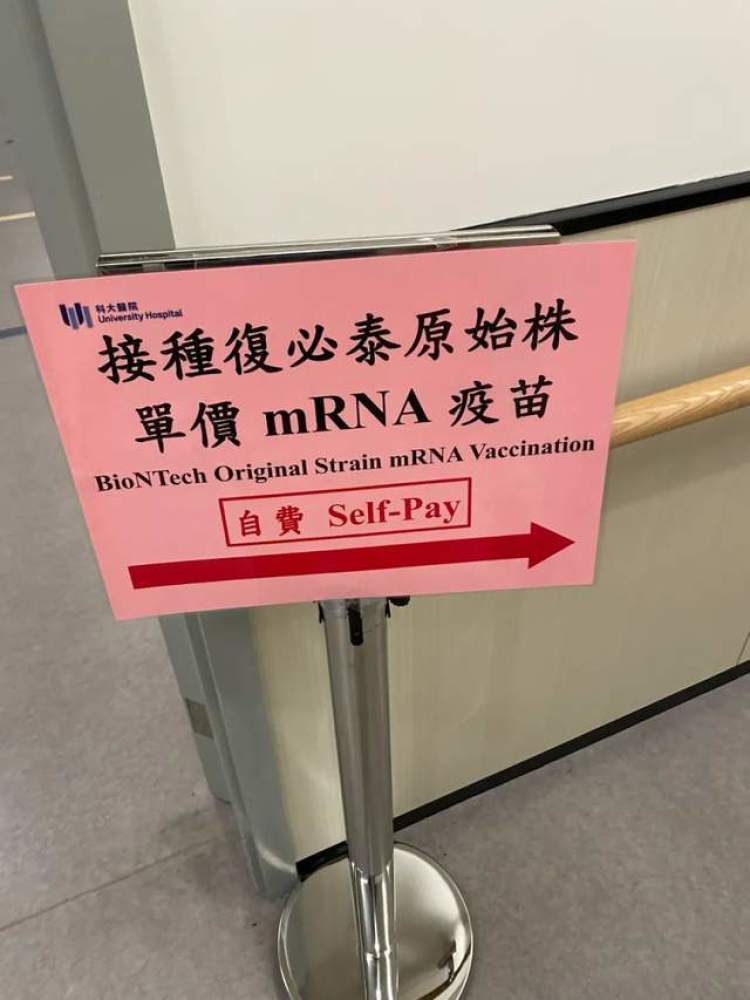 科大醫院
University Hospital
接種復必泰原始株
單價 mRNA 疫苗
BioNTech Original Strain mRNA Vaccination
自費 Self-Pay